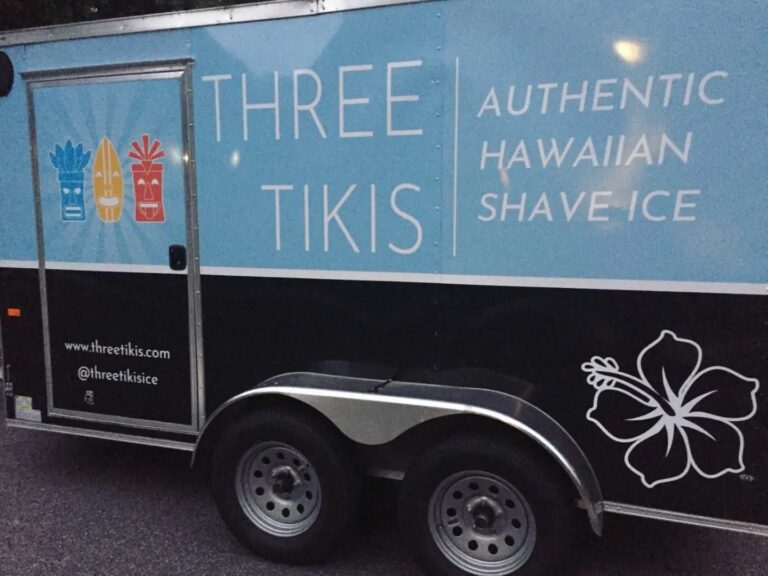 THREE
TIKIS
AUTHENTIC
HAWAIIAN
SHAVE ICE
www.threetikis.com
@threetikisice